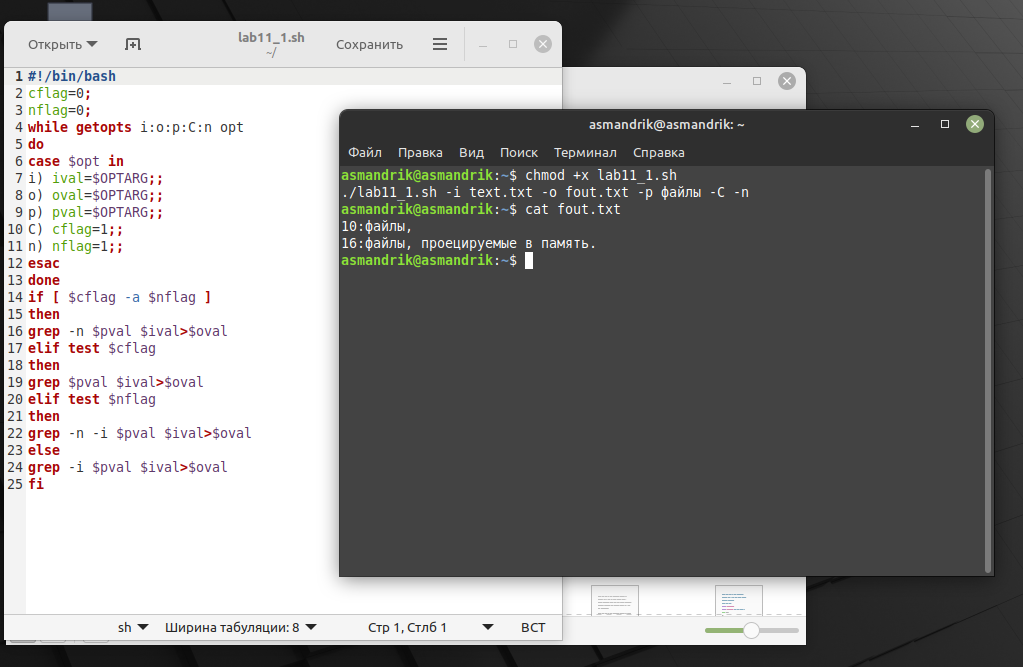 Открыть
lab11_1.sh
~/
Сохранить
1 #!/bin/bash
2 cflag=0;
3 nflag=0;
4 while getopts i:o:p:C:n opt
5 do
6 case $opt in
7 i) ival=$OPTARG;;
8 o) oval=$OPTARG;;
9 p) pval=$OPTARG;;
10 C) cflag=1;;
11 n) nflag=1;;
12 esac
13 done
14 if [ $cflag -a $nflag ]
15 then
16 grep -n $pval $ival>$oval
17 elif test $cflag
18 then
19 grep $pval $ival>$oval
20 elif test $nflag
21 then
22 grep -n -i $pval $ival>$oval
23 else
24 grep -i $pval $ival>$oval
25 fi
sh
Ширина табуляции: 8
Стр 1, Стлб 1
ВСТ
asmandrik@asmandrik: ~
Файл Правка Вид Поиск Терминал Справка
asmandrik@asmandrik:~$ chmod +x lab11_1.sh
./lab11_1.sh -i text.txt -o fout.txt -p файлы -C -n
asmandrik@asmandrik:~$ cat fout.txt
10:файлы,
16:файлы, проецируемые в память.
asmandrik@asmandrik:~$